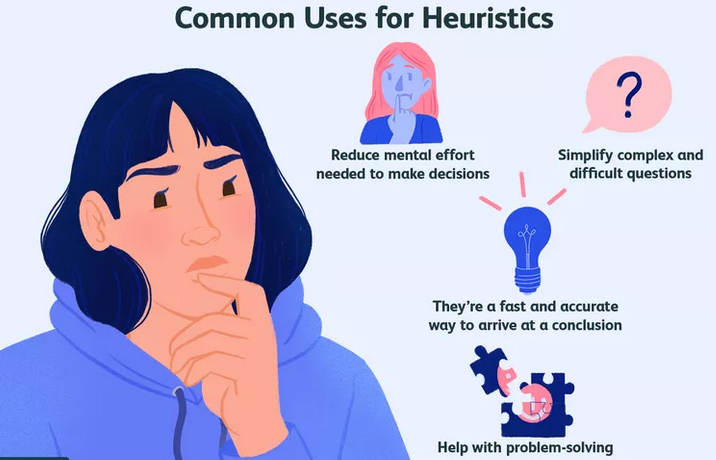 Common Uses for Heuristics
Reduce mental effort
needed to make decisions
?
Simplify complex and
difficult questions
They're a fast and accurate
way to arrive at a conclusion
Help with problem-solving